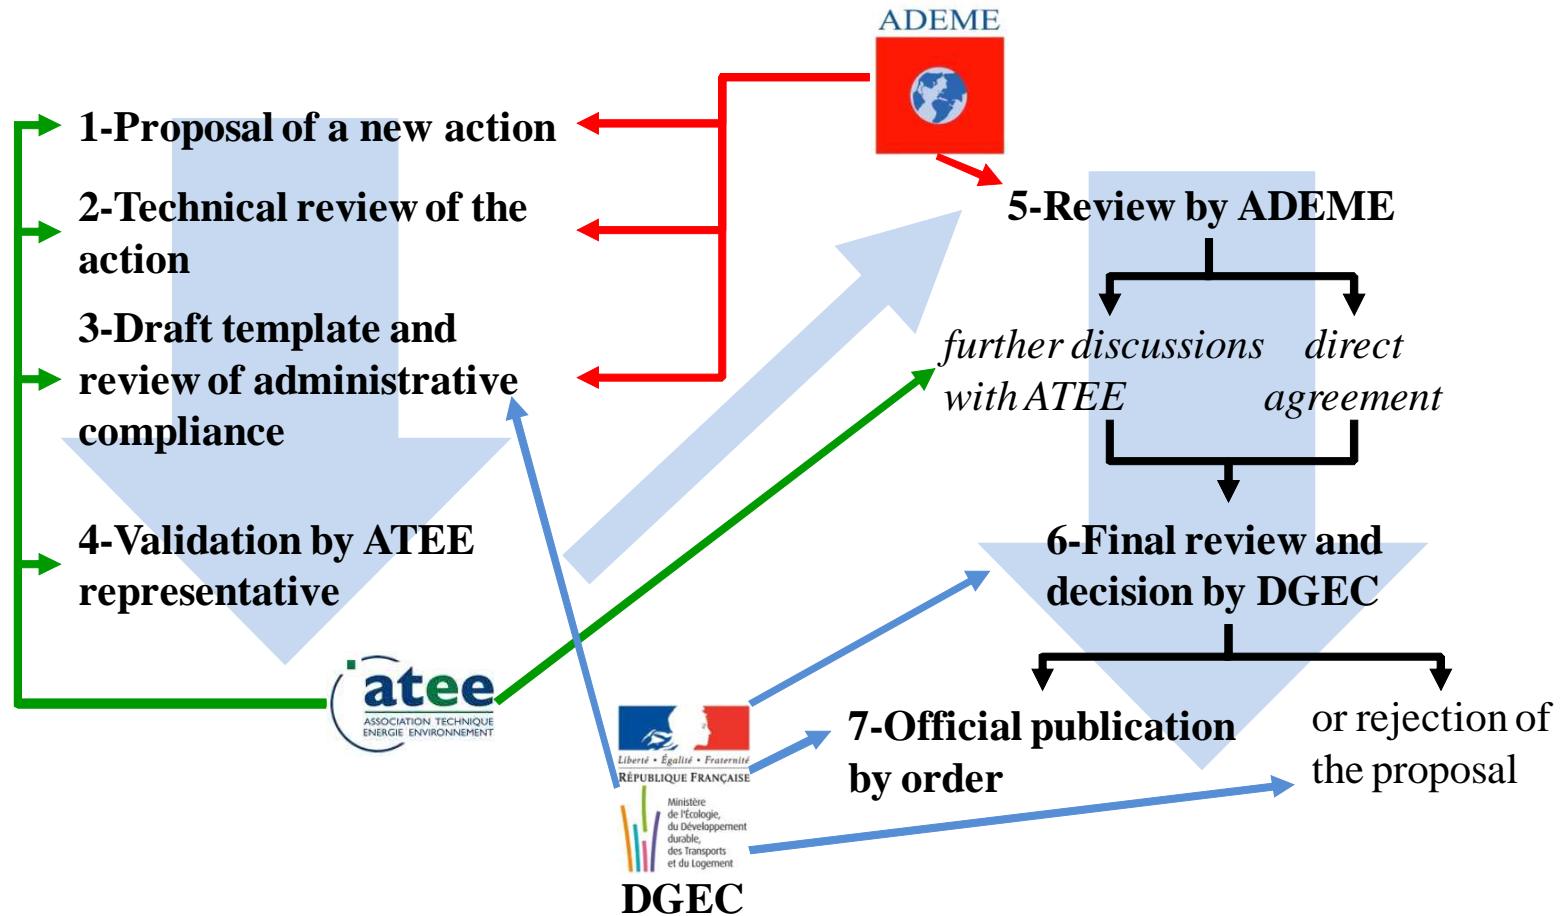 ADEME
1-Proposal of a new action
2-Technical review of the
action
3-Draft template and
review of administrative
compliance
4-Validation by ATEE
representative
atee
ASSOCIATION TECHNIQUE
ENERGIE ENVIRONNEMENT
5-Review by ADEME
further discussions
with ATEE
direct
agreement
6-Final review and
decision by DGEC
7-Official publication
by order
or rejection of
the proposal
Liberté • Égalité • Fraternité
RÉPUBLIQUE FRANÇAISE
Ministère
de l'Écologie,
du Développement
durable,
des Transports
et du Logement
DGEC